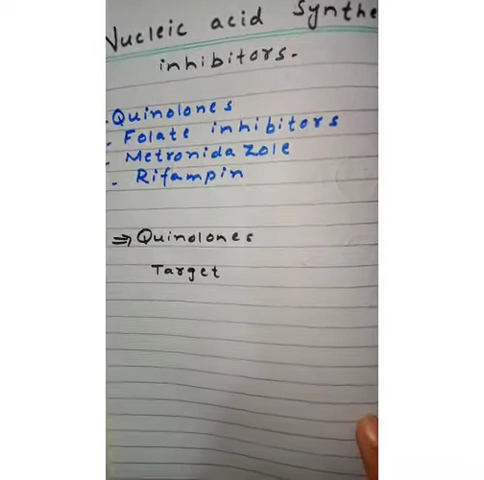 Nucleic acid Synthe
inhibitors.
. Quinolones
- Folate inhibitors
- Metronidazole
- Rifampin
⇒ Quinolones
Target